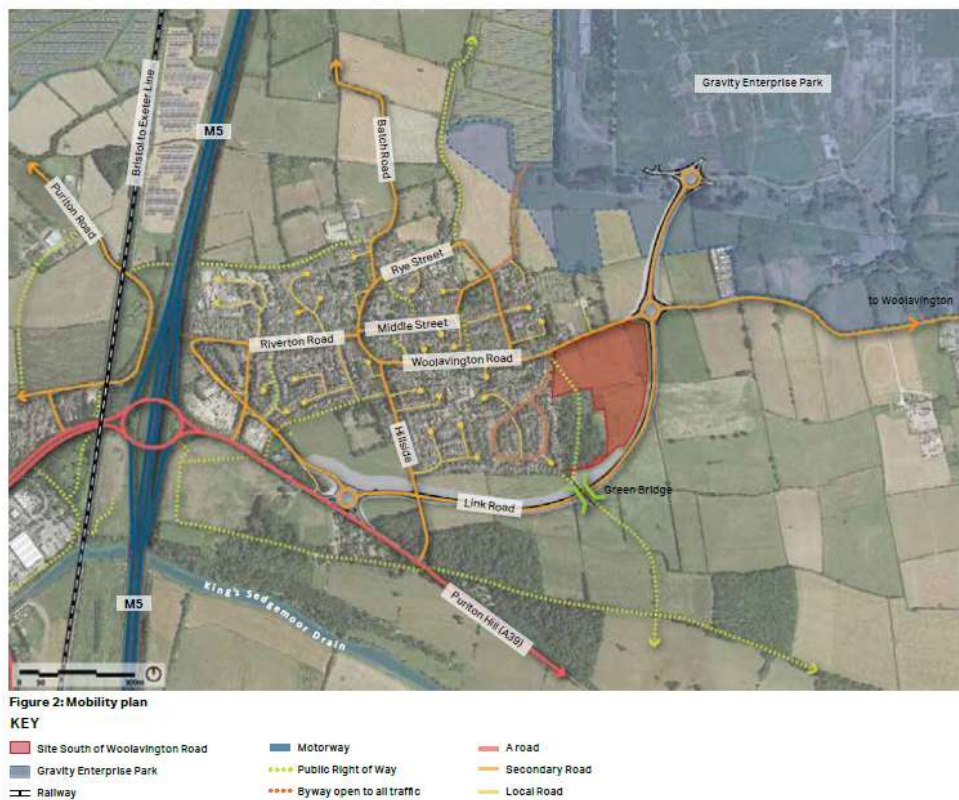 Gravity Enterprise Park
Bristol to Exeter Line
M5
Batch Road
Puriton Road
Rye Street
to Woolavington
Middle Street
Riverton Road
Woolavington Road
Hillside
Green Bridge
Link Road
King's Sedgemoor Drain
M5
Puriton Hill (A39)
0 50
Figure 2: Mobility plan
KEY
Site South of Woolavington Road
Gravity Enterprise Park
Railway
Motorway
Public Right of Way
Byway open to all traffic
A road
Secondary Road
Local Road